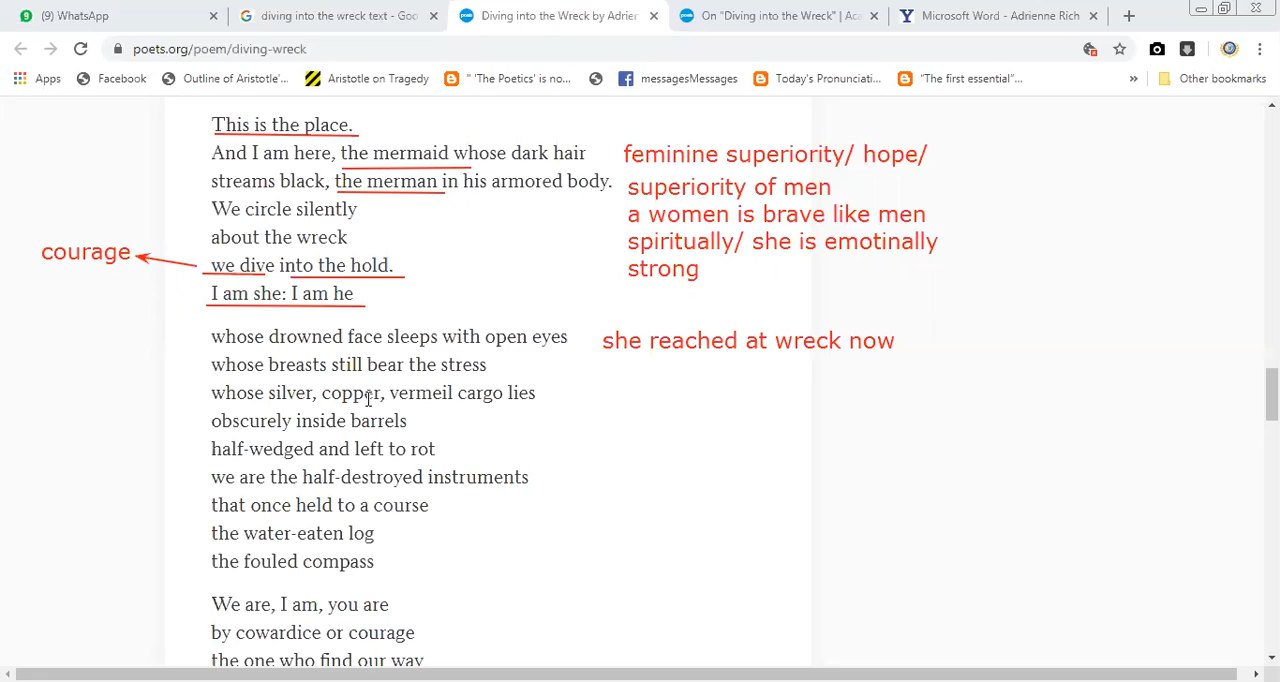 (9) WhatsApp
diving into the wreck text - Goo
Diving into the Wreck by Adrier
On "Diving into the Wreck" | Aca
Microsoft Word - Adrienne Rich
poets.org/poem/diving-wreck
Apps
Facebook
Outline of Aristotle'...
Aristotle on Tragedy
" 'The Poetics' is no...
messagesMessages
Today's Pronunciati...
"The first essential"...
»
Other bookmarks
This is the place.
And I am here, the mermaid whose dark hair
feminine superiority/ hope/
streams black, the merman in his armored body.
superiority of men
We circle silently
a women is brave like men
about the wreck
spiritually/ she is emotinally
courage
we dive into the hold.
strong
I am she: I am he
whose drowned face sleeps with open eyes
she reached at wreck now
whose breasts still bear the stress
whose silver, copper, vermeil cargo lies
obscurely inside barrels
half-wedged and left to rot
we are the half-destroyed instruments
that once held to a course
the water-eaten log
the fouled compass
We are, I am, you are
by cowardice or courage
the one who find our way